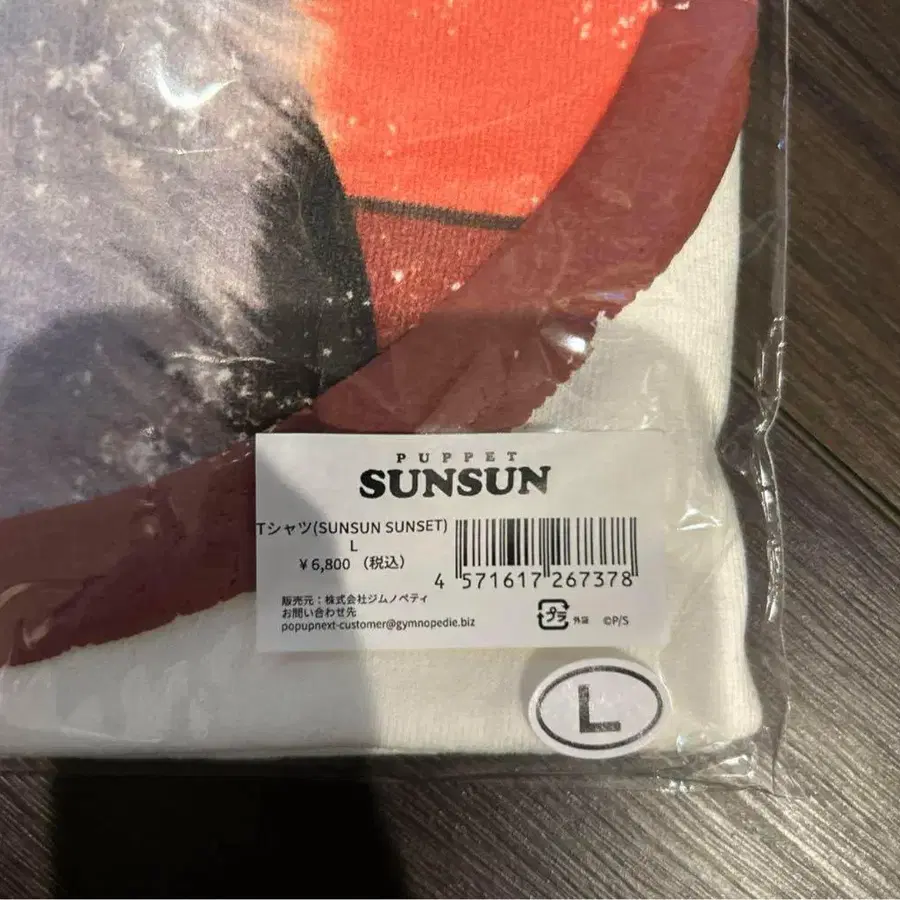 PUPPET
SUNSUN
Tシャツ(SUNSUN SUNSET)
L
￥6,800 (税込)
4 571617 267378
販売元：株式会社ジムノペティ
お問い合わせ先
popupnext-customer@gymnopedie.biz
プラ 外袋 ©P/S
L